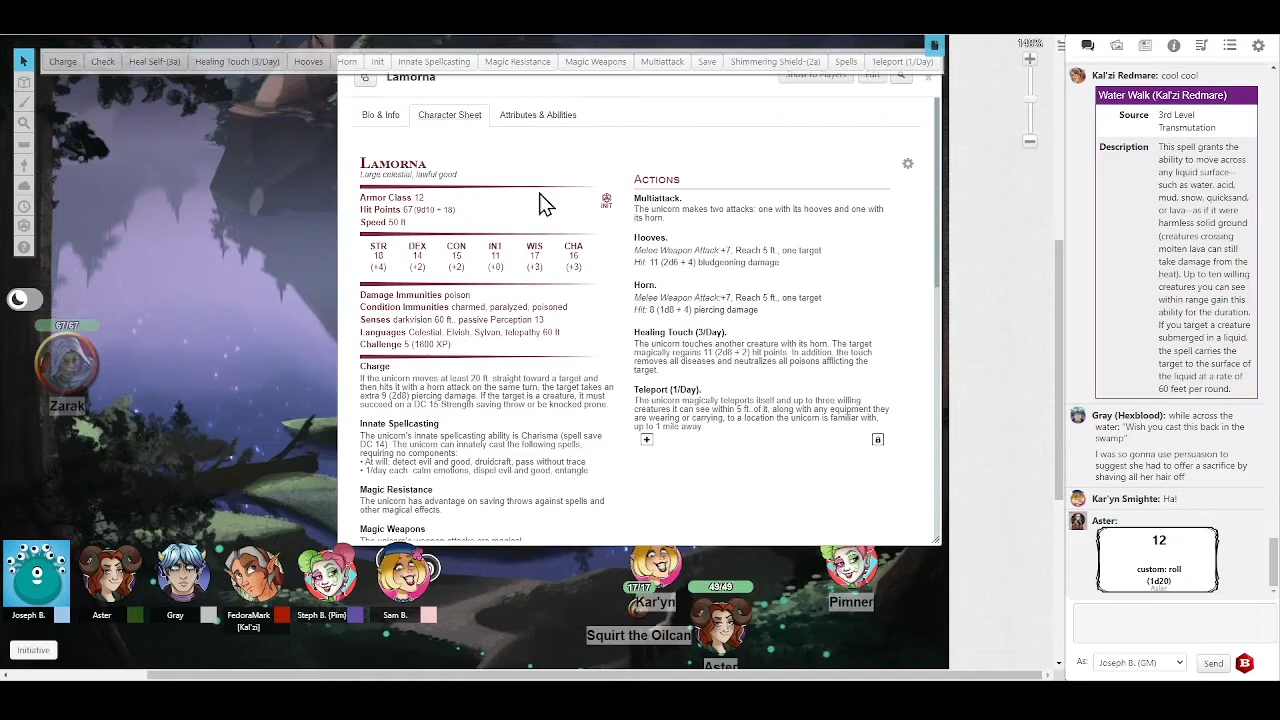 Charge Check Heal Self-(3a) Healing Touch (3/Day) Hooves Horn Init Innate Spellcasting Magic Resistance Magic Weapons Multiattack Save Shimmering Shield-(2a) Spells Teleport (1/Day)
Lamorna
Show to Players Edit
Bio & Info Character Sheet Attributes & Abilities
LAMORNA
Large celestial, lawful good
Armor Class 12
Hit Points 67 (9d10 + 18)
Speed 50 ft
INIT
STR DEX CON INT WIS CHA
18 14 15 11 17 16
(+4) (+2) (+2) (+0) (+3) (+3)
Damage Immunities poison
Condition Immunities charmed, paralyzed, poisoned
Senses darkvision 60 ft., passive Perception 13
Languages Celestial, Elvish, Sylvan, telepathy 60 ft
Challenge 5 (1800 XP)
Charge
If the unicorn moves at least 20 ft. straight toward a target and
then hits it with a horn attack on the same turn, the target takes an
extra 9 (2d8) piercing damage. If the target is a creature, it must
succeed on a DC 15 Strength saving throw or be knocked prone.
Innate Spellcasting
The unicorn's innate spellcasting ability is Charisma (spell save
DC 14). The unicorn can innately cast the following spells,
requiring no components:
• At will: detect evil and good, druidcraft, pass without trace
• 1/day each: calm emotions, dispel evil and good, entangle
Magic Resistance
The unicorn has advantage on saving throws against spells and
other magical effects.
Magic Weapons
The unicorn's weapon attacks are magical
ACTIONS
Multiattack.
The unicorn makes two attacks: one with its hooves and one with
its horn.
Hooves.
Melee Weapon Attack:+7, Reach 5 ft., one target
Hit: 11 (2d6 + 4) bludgeoning damage
Horn.
Melee Weapon Attack:+7, Reach 5 ft., one target
Hit: 8 (1d8 + 4) piercing damage
Healing Touch (3/Day).
The unicorn touches another creature with its horn. The target
magically regains 11 (2d8 + 2) hit points. In addition, the touch
removes all diseases and neutralizes all poisons afflicting the
target.
Teleport (1/Day).
The unicorn magically teleports itself and up to three willing
creatures it can see within 5 ft. of it, along with any equipment they
are wearing or carrying, to a location the unicorn is familiar with,
up to 1 mile away
67/67
Zarak
17/17
Kar'yn
49/49
Squirt the Oilcan
Aster
Pimner
Joseph B.
Aster
Gray
FedoraMark
[Kal'zi]
Steph B. {Pim}
Sam B.
Initiative
Kal'zi Redmare: cool cool
Water Walk (Kal'zi Redmare)
Source 3rd Level
Transmutation
Description This spell grants the
ability to move across
any liquid surface--
such as water, acid,
mud, snow, quicksand,
or lava--as if it were
harmless solid ground
(creatures crossing
molten lava can still
take damage from the
heat). Up to ten willing
creatures you can see
within range gain this
ability for the duration.
If you target a creature
submerged in a liquid,
the spell carries the
target to the surface of
the liquid at a rate of
60 feet per round.
Gray (Hexblood): while across the
water: "Wish you cast this back in the
swamp"
I was so gonna use persuasion to
suggest she had to offer a sacrifice by
shaving all her hair off
Kar'yn Smighte: Ha!
Aster:
12
custom: roll
(1d20)
Aster
As: Joseph B. (GM) Send